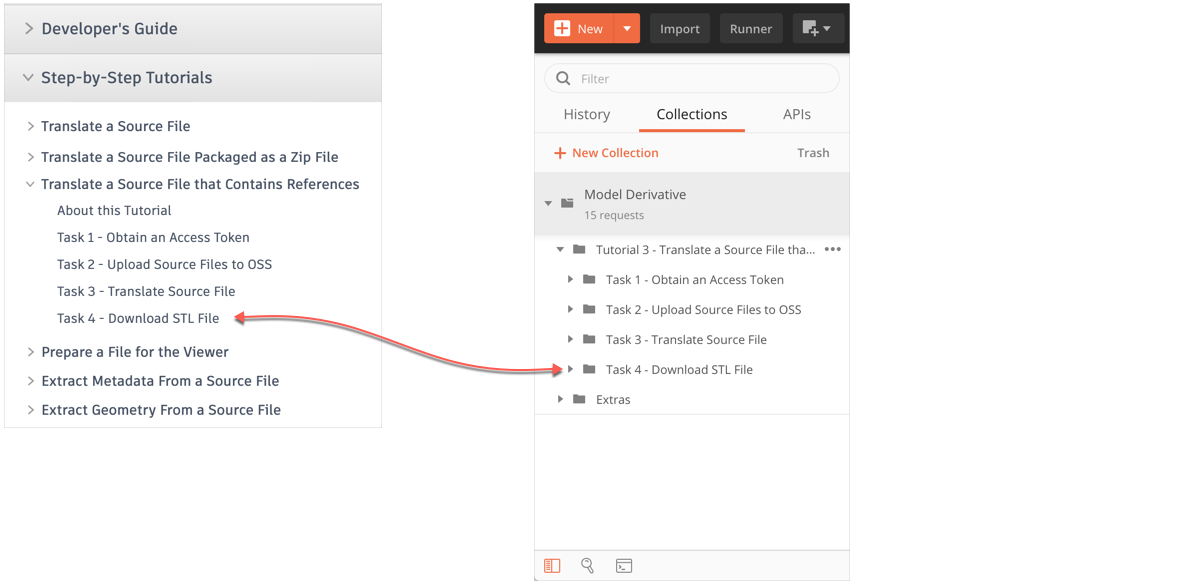 Developer's Guide
Step-by-Step Tutorials
Translate a Source File
Translate a Source File Packaged as a Zip File
Translate a Source File that Contains References
About this Tutorial
Task 1 - Obtain an Access Token
Task 2 - Upload Source Files to OSS
Task 3 - Translate Source File
Task 4 - Download STL File
Prepare a File for the Viewer
Extract Metadata From a Source File
Extract Geometry From a Source File
New Import Runner
Filter
History Collections APIs
New Collection Trash
Model Derivative
15 requests
Tutorial 3 - Translate a Source File tha...
Task 1 - Obtain an Access Token
Task 2 - Upload Source Files to OSS
Task 3 - Translate Source File
Task 4 - Download STL File
Extras